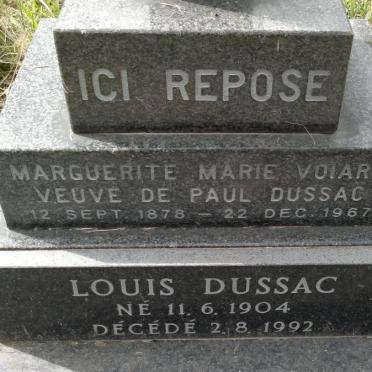 ICI REPOSE
MARGUERITE MARIE VOIAR
VEUVE DE PAUL DUSSAC
12 SEPT. 1878 — 22 DEC. 1967
LOUIS DUSSAC
NÉ 11.6.1904
DÉCÉDÉ 2.8.1992